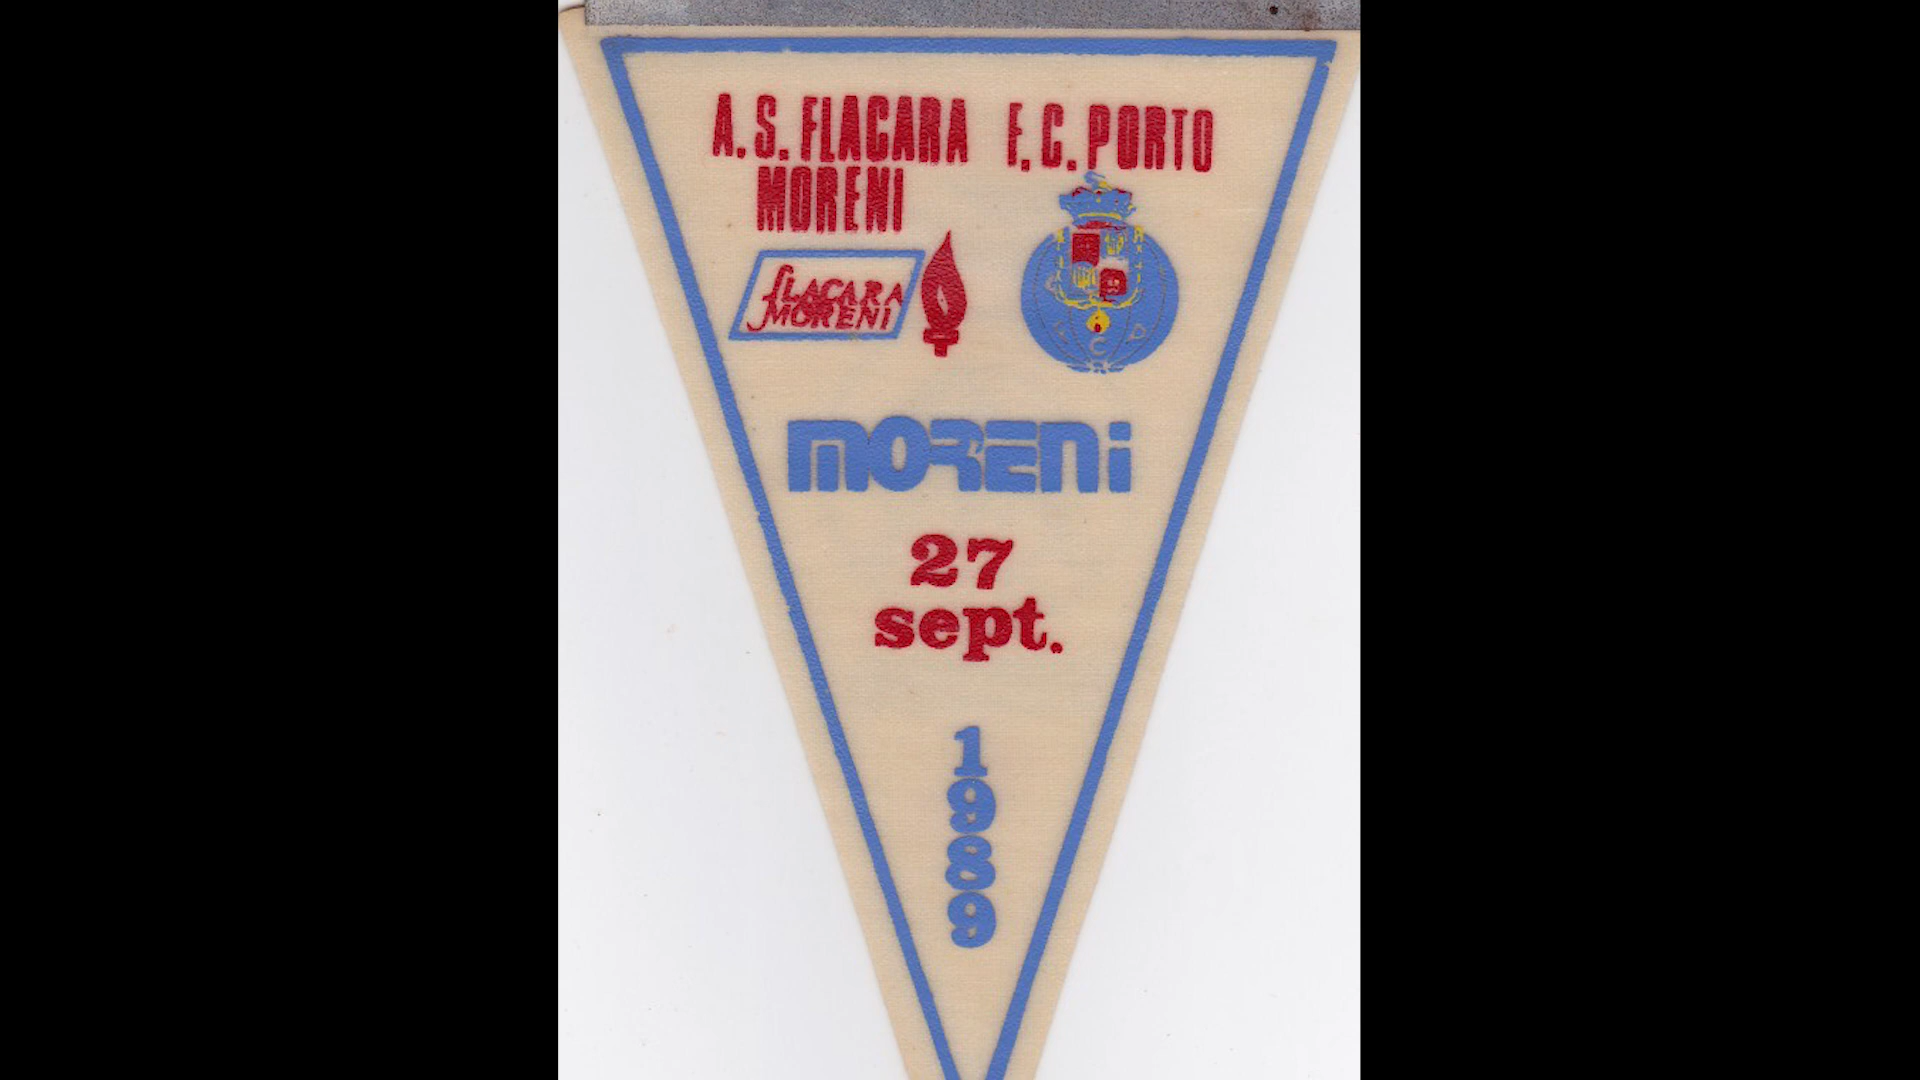 A.S. FLACARA F.C. PORTO
MORENI
FLACARA
MORENI
MORENI
27
sept.
1989